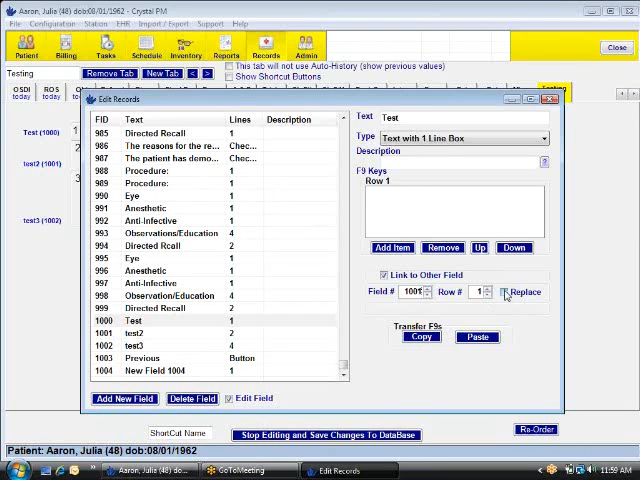 Aaron, Julia (48) dob:08/01/1962 - Crystal PM
File Configuration Station EHR Import / Export Support Help
Patient Billing Tasks Schedule Inventory Reports Records Admin Close
Testing Remove Tab New Tab < > This tab will not use Auto-History (show previous values)
Show Shortcut Buttons
OSDI today ROS today Testing
Edit Records
FID Text Lines Description
985 Directed Recall 1
986 The reasons for the re... Chec...
987 The patient has demo... Chec...
988 Procedure: 1
989 Procedure: 1
990 Eye 1
991 Anesthetic 1
992 Anti-Infective 1
993 Observations/Education 4
994 Directed Rcall 2
995 Eye 1
996 Anesthetic 1
997 Anti-Infective 1
998 Observation/Education 4
999 Directed Recall 2
1000 Test 1
1001 test2 2
1002 test3 4
1003 Previous Button
1004 New Field 1004 1
Add New Field Delete Field Edit Field
Text Test
Type Text with 1 Line Box
Description ?
F9 Keys
Row 1
Add Item Remove Up Down
Link to Other Field
Field # 1001 Row # 1 Replace
Transfer F9s
Copy Paste
Test (1000) 1
2
test2 (1001)
3
test3 (1002)
Re-Order
ShortCut Name Stop Editing and Save Changes To DataBase
Patient: Aaron, Julia (48) dob:08/01/1962
Aaron, Julia (48) do... GoToMeeting Edit Records 11:59 AM